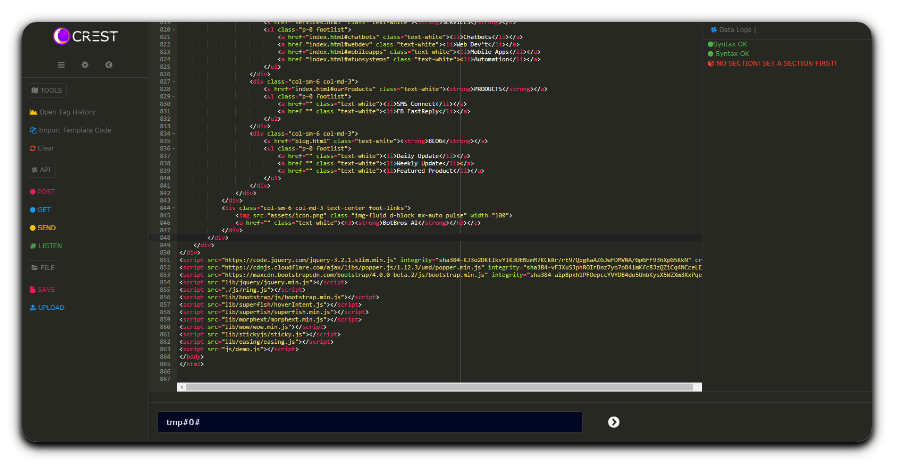 CREST
TOOLS
Open Tag History
Import Template Code
Clear
API
POST
GET
SEND
LISTEN
FILE
SAVE
UPLOAD
820 <ul class="p-0 footlist">
821 <a href="index.html#chatbots" class="text-white"><li>Chatbots</li></a>
822 <a href="index.html#webdev" class="text-white"><li>Web Dev't</li></a>
823 <a href="index.html#mobileapps" class="text-white"><li>Mobile Apps</li></a>
824 <a href="index.html#atuosystems" class="text-white"><li>Automation</li></a>
825 </ul>
826 </div>
827 <div class="col-sm-6 col-md-3">
828 <a href="index.html#ourProducts" class="text-white"><strong>PRODUCTS</strong></a>
829 <ul class="p-0 footlist">
830 <a href="" class="text-white"><li>SMS Connect</li></a>
831 <a href="" class="text-white"><li>FB FastReply</li></a>
832 </ul>
833 </div>
834 <div class="col-sm-6 col-md-3">
835 <a href="blog.html" class="text-white"><strong>BLOG</strong></a>
836 <ul class="p-0 footlist">
837 <a href="" class="text-white"><li>Daily Update</li></a>
838 <a href="" class="text-white"><li>Weekly Update</li></a>
839 <a href="" class="text-white"><li>Featured Product</li></a>
840 </ul>
841 </div>
842 </div>
843 </div>
844 <div class="col-sm-6 col-md-3 text-center foot-links">
845 <img src="assets/icon.png" class="img-fluid d-block mx-auto pulse" width="100">
846 <a href="" class="text-white"><h3><strong>BotBros AI</strong></h3></a>
847 </div>
848 </div>
849 </div>
850 </div>
851 <script src="https://code.jquery.com/jquery-3.2.1.slim.min.js"
852 <script src="https://cdnjs.cloudflare.com/ajax/libs/popper.js/1.12.3/umd/popper.min.js"
853 <script src="https://maxcdn.bootstrapcdn.com/bootstrap/4.0.0-beta.2/js/bootstrap.min.js"
854 <script src="lib/jquery/jquery.min.js"></script>
855 <script src="./js/ring.js"></script>
856 <script src="lib/bootstrap/js/bootstrap.min.js"></script>
857 <script src="lib/superfish/hoverIntent.js"></script>
858 <script src="lib/superfish/superfish.min.js"></script>
859 <script src="lib/morphext/morphext.min.js"></script>
860 <script src="lib/wow/wow.min.js"></script>
861 <script src="lib/stickyjs/sticky.js"></script>
862 <script src="lib/easing/easing.js"></script>
863 <script src="js/demo.js"></script>
864 </body>
865 </html>
866
867
tmp#0#
Data Logs |
Syntax OK
Syntax OK
NO SECTION! SET A SECTION FIRST!